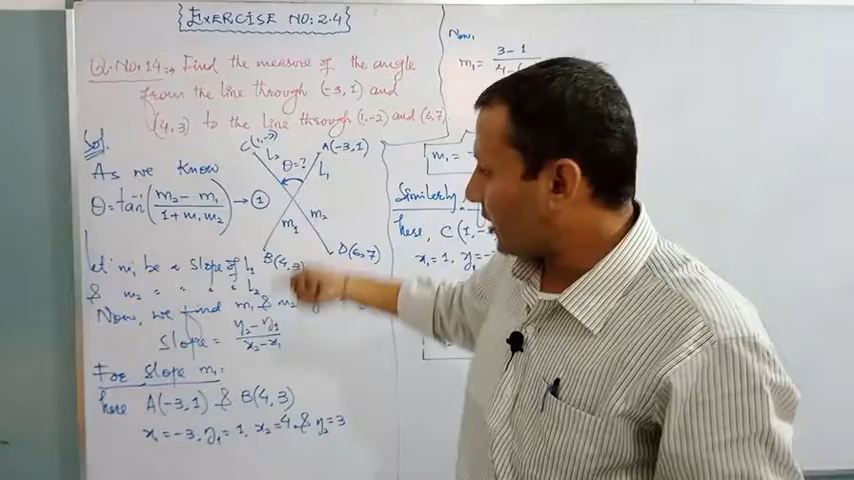 EXERCISE NO: 2.4
Q.No.14:→ Find the measure of the angle
from the line through (-3,1) and
(4,3) to the line through (1,-2) and (6,7)
Sol
As we know
θ = tan⁻¹((m₂ - m₁)/(1 + m₁m₂)) → ①
C(1,-2)
L₂
θ=?
A(-3,1)
L₁
m₁
m₂
B(4,3)
D(6,7)
Let m₁ be a slope of L₁
& m₂ " " " " L₂
Now, we find m₁ & m₂
slope = (y₂-y₁)/(x₂-x₁)
For slope m₁:
here A(-3,1) & B(4,3)
x₁=-3, y₁=1, x₂=4 & y₂=3
Now,
m₁ = 3-1
m₁ =
Similarly
here, C(1,-
x₁=1, y₁=-